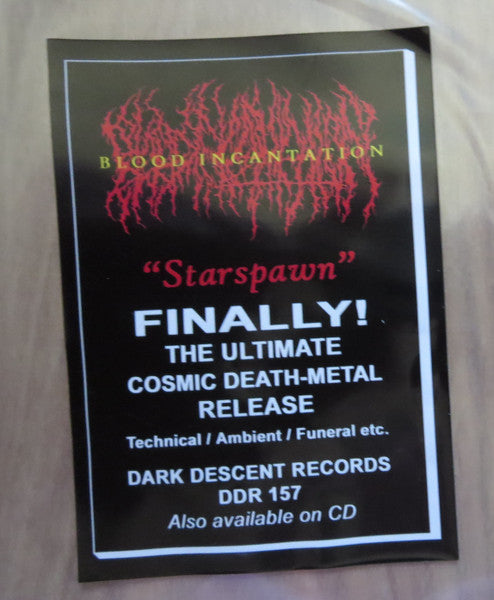 BLOOD INCANTATION
"Starspawn"
FINALLY!
THE ULTIMATE
COSMIC DEATH-METAL
RELEASE
Technical / Ambient / Funeral etc.
DARK DESCENT RECORDS
DDR 157
Also available on CD